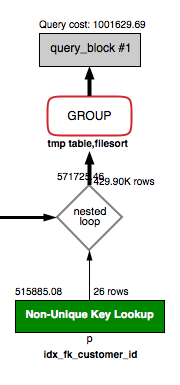 Query cost: 1001629.69
query_block #1
GROUP
tmp table,filesort
571725.46
429.90K rows
nested
loop
515885.08 26 rows
Non-Unique Key Lookup
p
idx_fk_customer_id